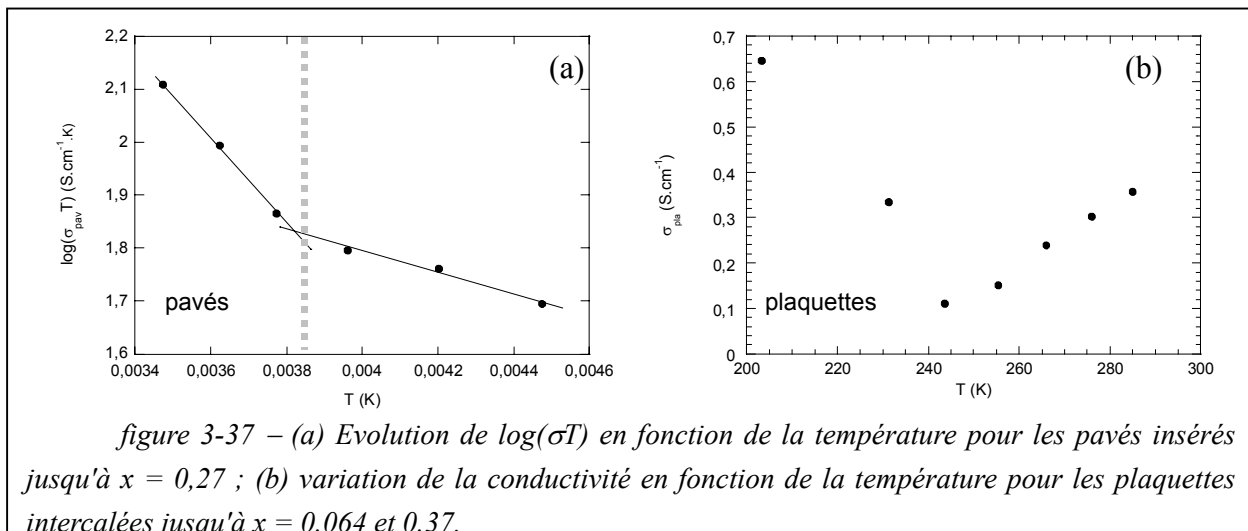 2,2
2,1
2
1,9
1,8
1,7
1,6
log(σpavT) (S.cm-1.K)
(a)
pavés
0,0034 0,0036 0,0038 0,004 0,0042 0,0044 0,0046
T (K)
0,7
0,6
0,5
0,4
0,3
0,2
0,1
0
σpla (S.cm-1)
(b)
plaquettes
200 220 240 260 280 300
T (K)
figure 3-37 – (a) Evolution de log(σT) en fonction de la température pour les pavés insérés
jusqu'à x = 0,27 ; (b) variation de la conductivité en fonction de la température pour les plaquettes
intercalées jusqu'à x = 0,064 et 0,37.